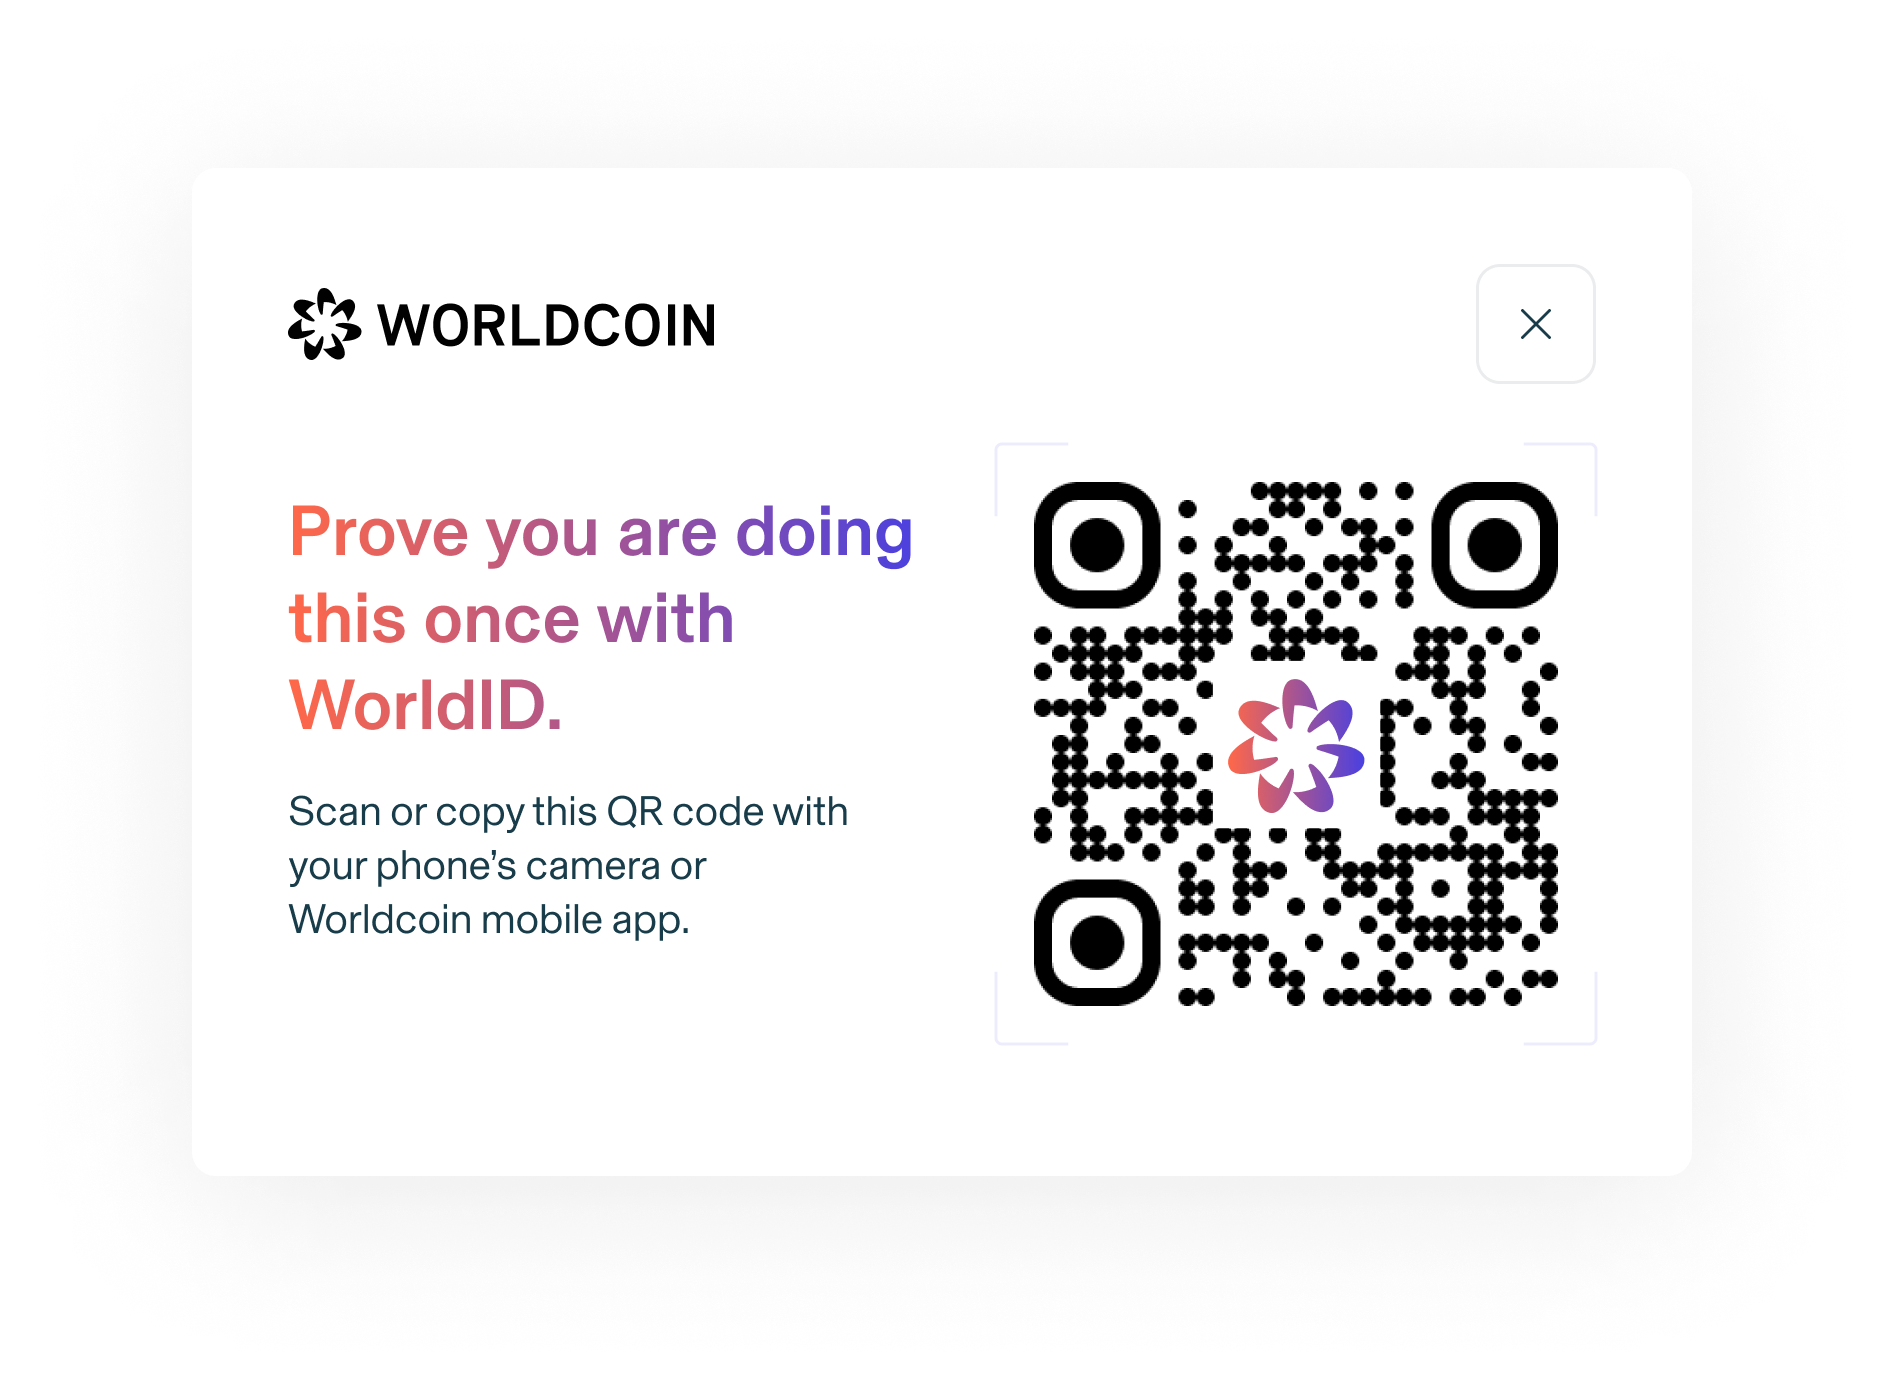 WORLDCOIN
Prove you are doing
this once with
WorldID.
Scan or copy this QR code with
your phone’s camera or
Worldcoin mobile app.